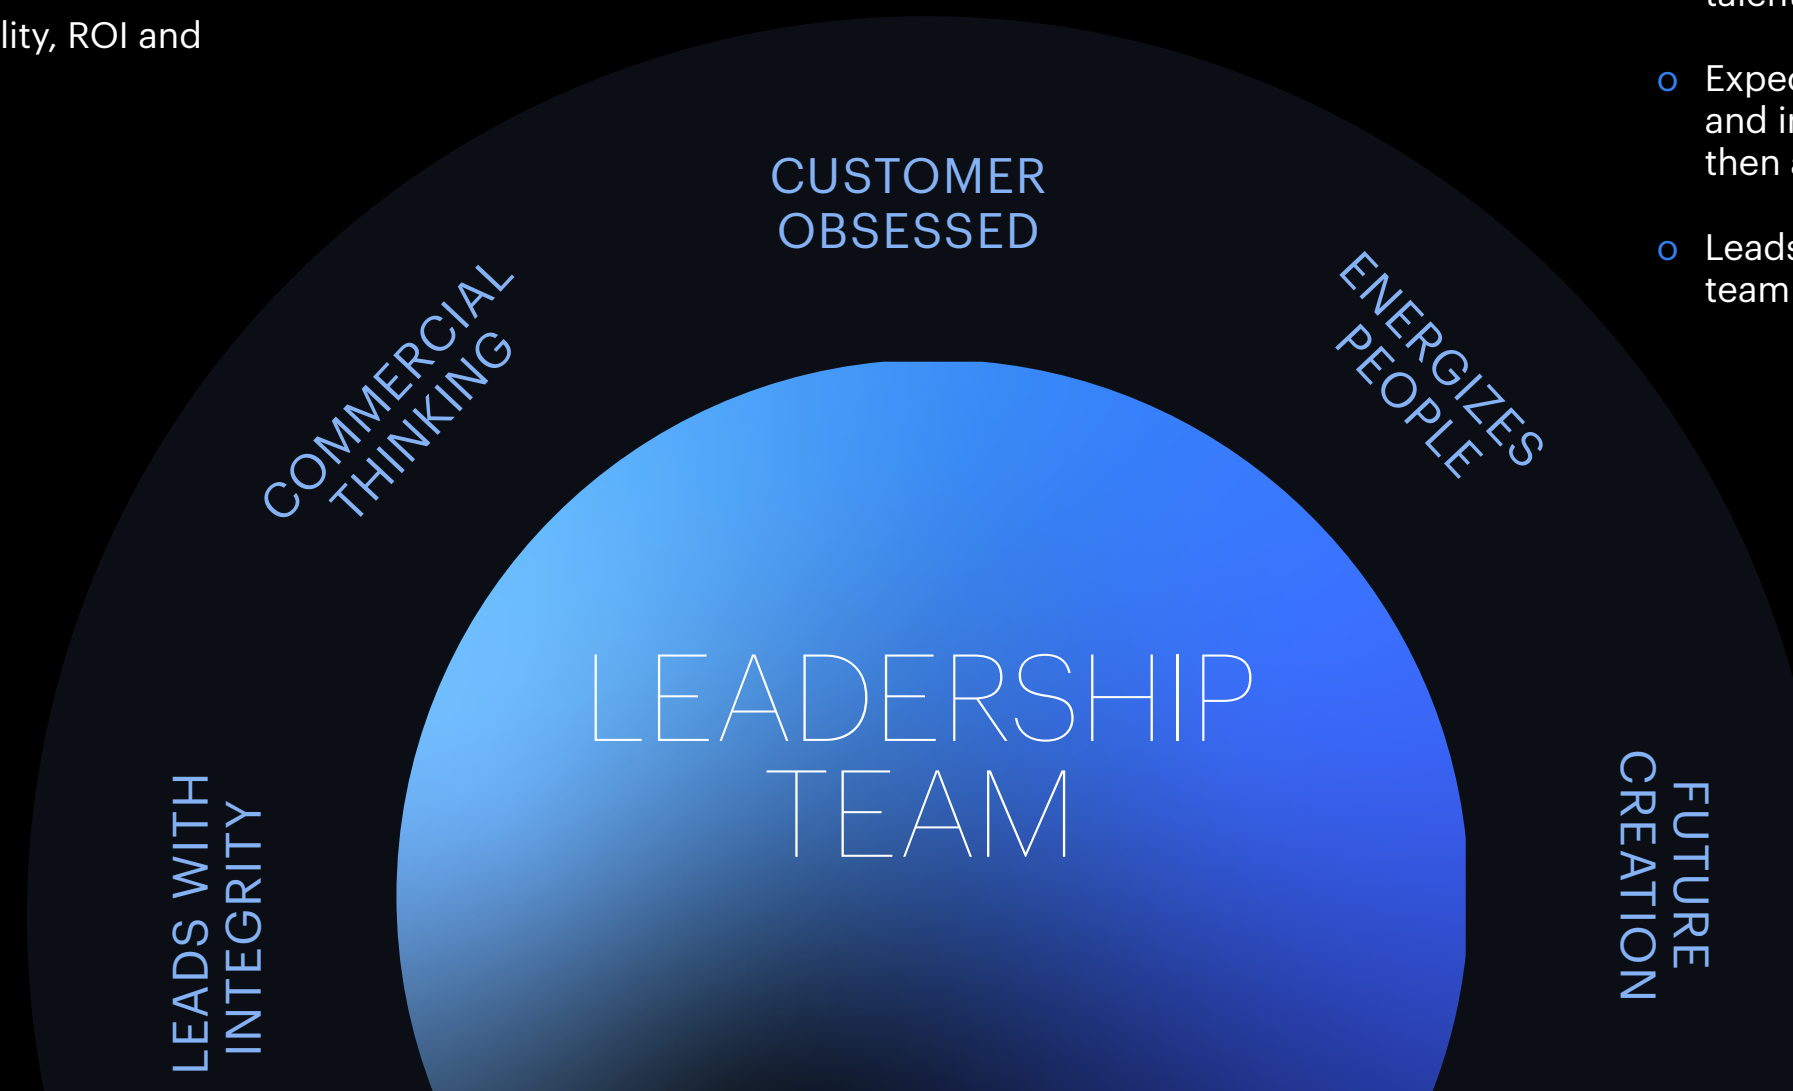 lity, ROI and
CUSTOMER
OBSESSED
COMMERCIAL
THINKING
ENERGIZES
PEOPLE
and
then
Leads
team
LEADERSHIP
TEAM
LEADS WITH
INTEGRITY
FUTURE
CREATION